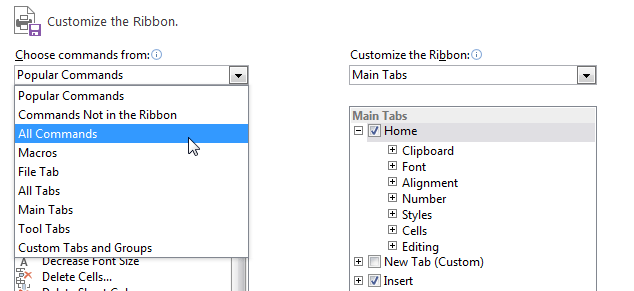 Customize the Ribbon.
Choose commands from:
Popular Commands
Popular Commands
Commands Not in the Ribbon
All Commands
Macros
File Tab
All Tabs
Main Tabs
Tool Tabs
Custom Tabs and Groups
Decrease Font Size
Delete Cells...
Customize the Ribbon:
Main Tabs
Main Tabs
Home
Clipboard
Font
Alignment
Number
Styles
Cells
Editing
New Tab (Custom)
Insert